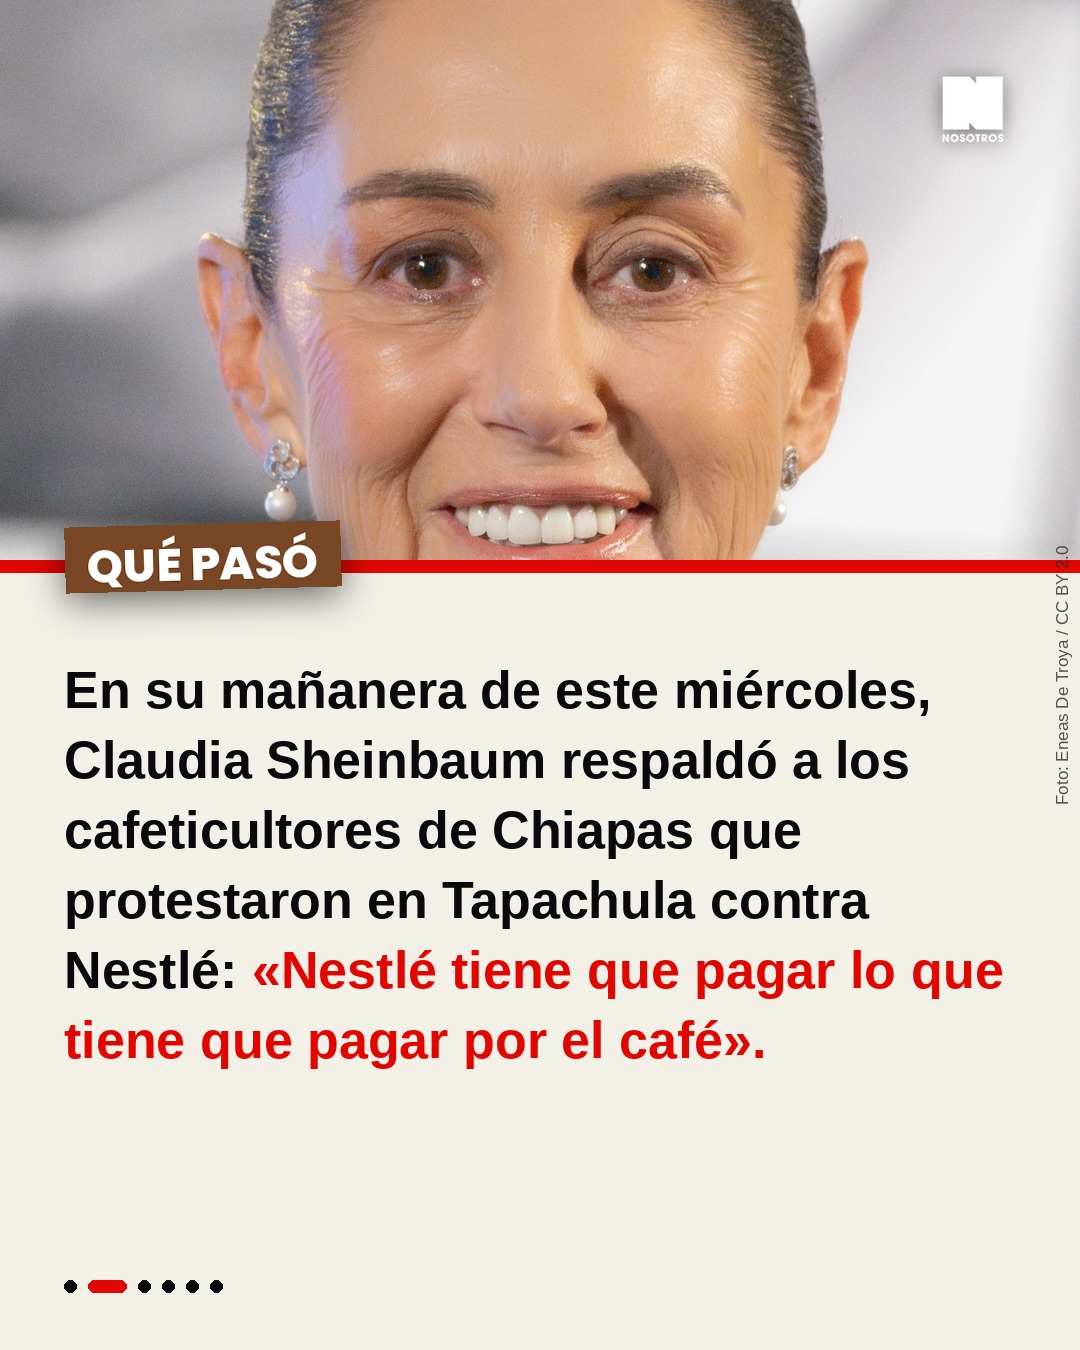 N
NOSOTROS
QUÉ PASÓ
Foto: Eneas De Troya / CC BY 2.0
En su mañanera de este miércoles,
Claudia Sheinbaum respaldó a los
cafeticultores de Chiapas que
protestaron en Tapachula contra
Nestlé: «Nestlé tiene que pagar lo que
tiene que pagar por el café».